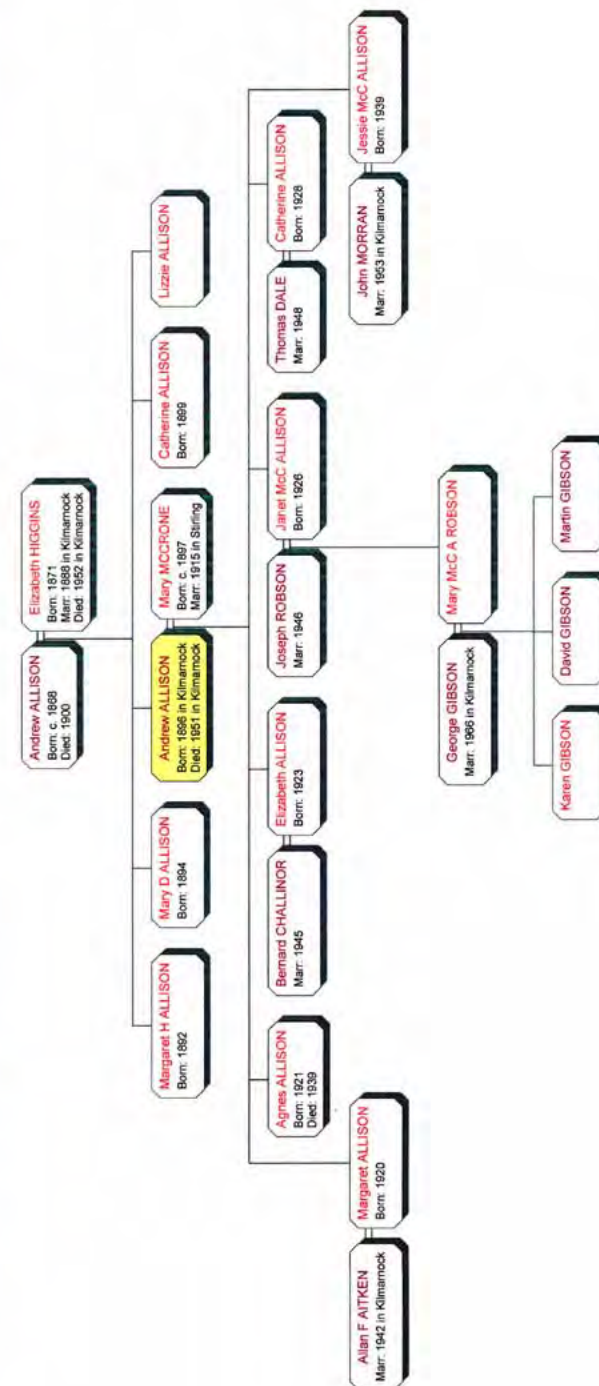 Andrew ALLISON
Born: c. 1868
Died: 1900
Elizabeth HIGGINS
Born: 1871
Marr: 1888 in Kilmarnock
Died: 1952 in Kilmarnock
Margaret H ALLISON
Born: 1892
Mary D ALLISON
Born: 1894
Andrew ALLISON
Born: 1896 in Kilmarnock
Died: 1951 in Kilmarnock
Mary MCCRONE
Born: c. 1897
Marr: 1915 in Stirling
Catherine ALLISON
Born: 1899
Lizzie ALLISON
Agnes ALLISON
Born: 1921
Died: 1939
Bernard CHALLINOR
Marr: 1945
Elizabeth ALLISON
Born: 1923
Joseph ROBSON
Marr: 1946
Janet McC ALLISON
Born: 1926
Thomas DALE
Marr: 1948
Catherine ALLISON
Born: 1928
Allan F AITKEN
Marr: 1942 in Kilmarnock
Margaret ALLISON
Born: 1920
John MORRAN
Marr: 1953 in Kilmarnock
Jessie McC ALLISON
Born: 1939
George GIBSON
Marr: 1966 in Kilmarnock
Mary McC A ROBSON
Karen GIBSON
David GIBSON
Martin GIBSON